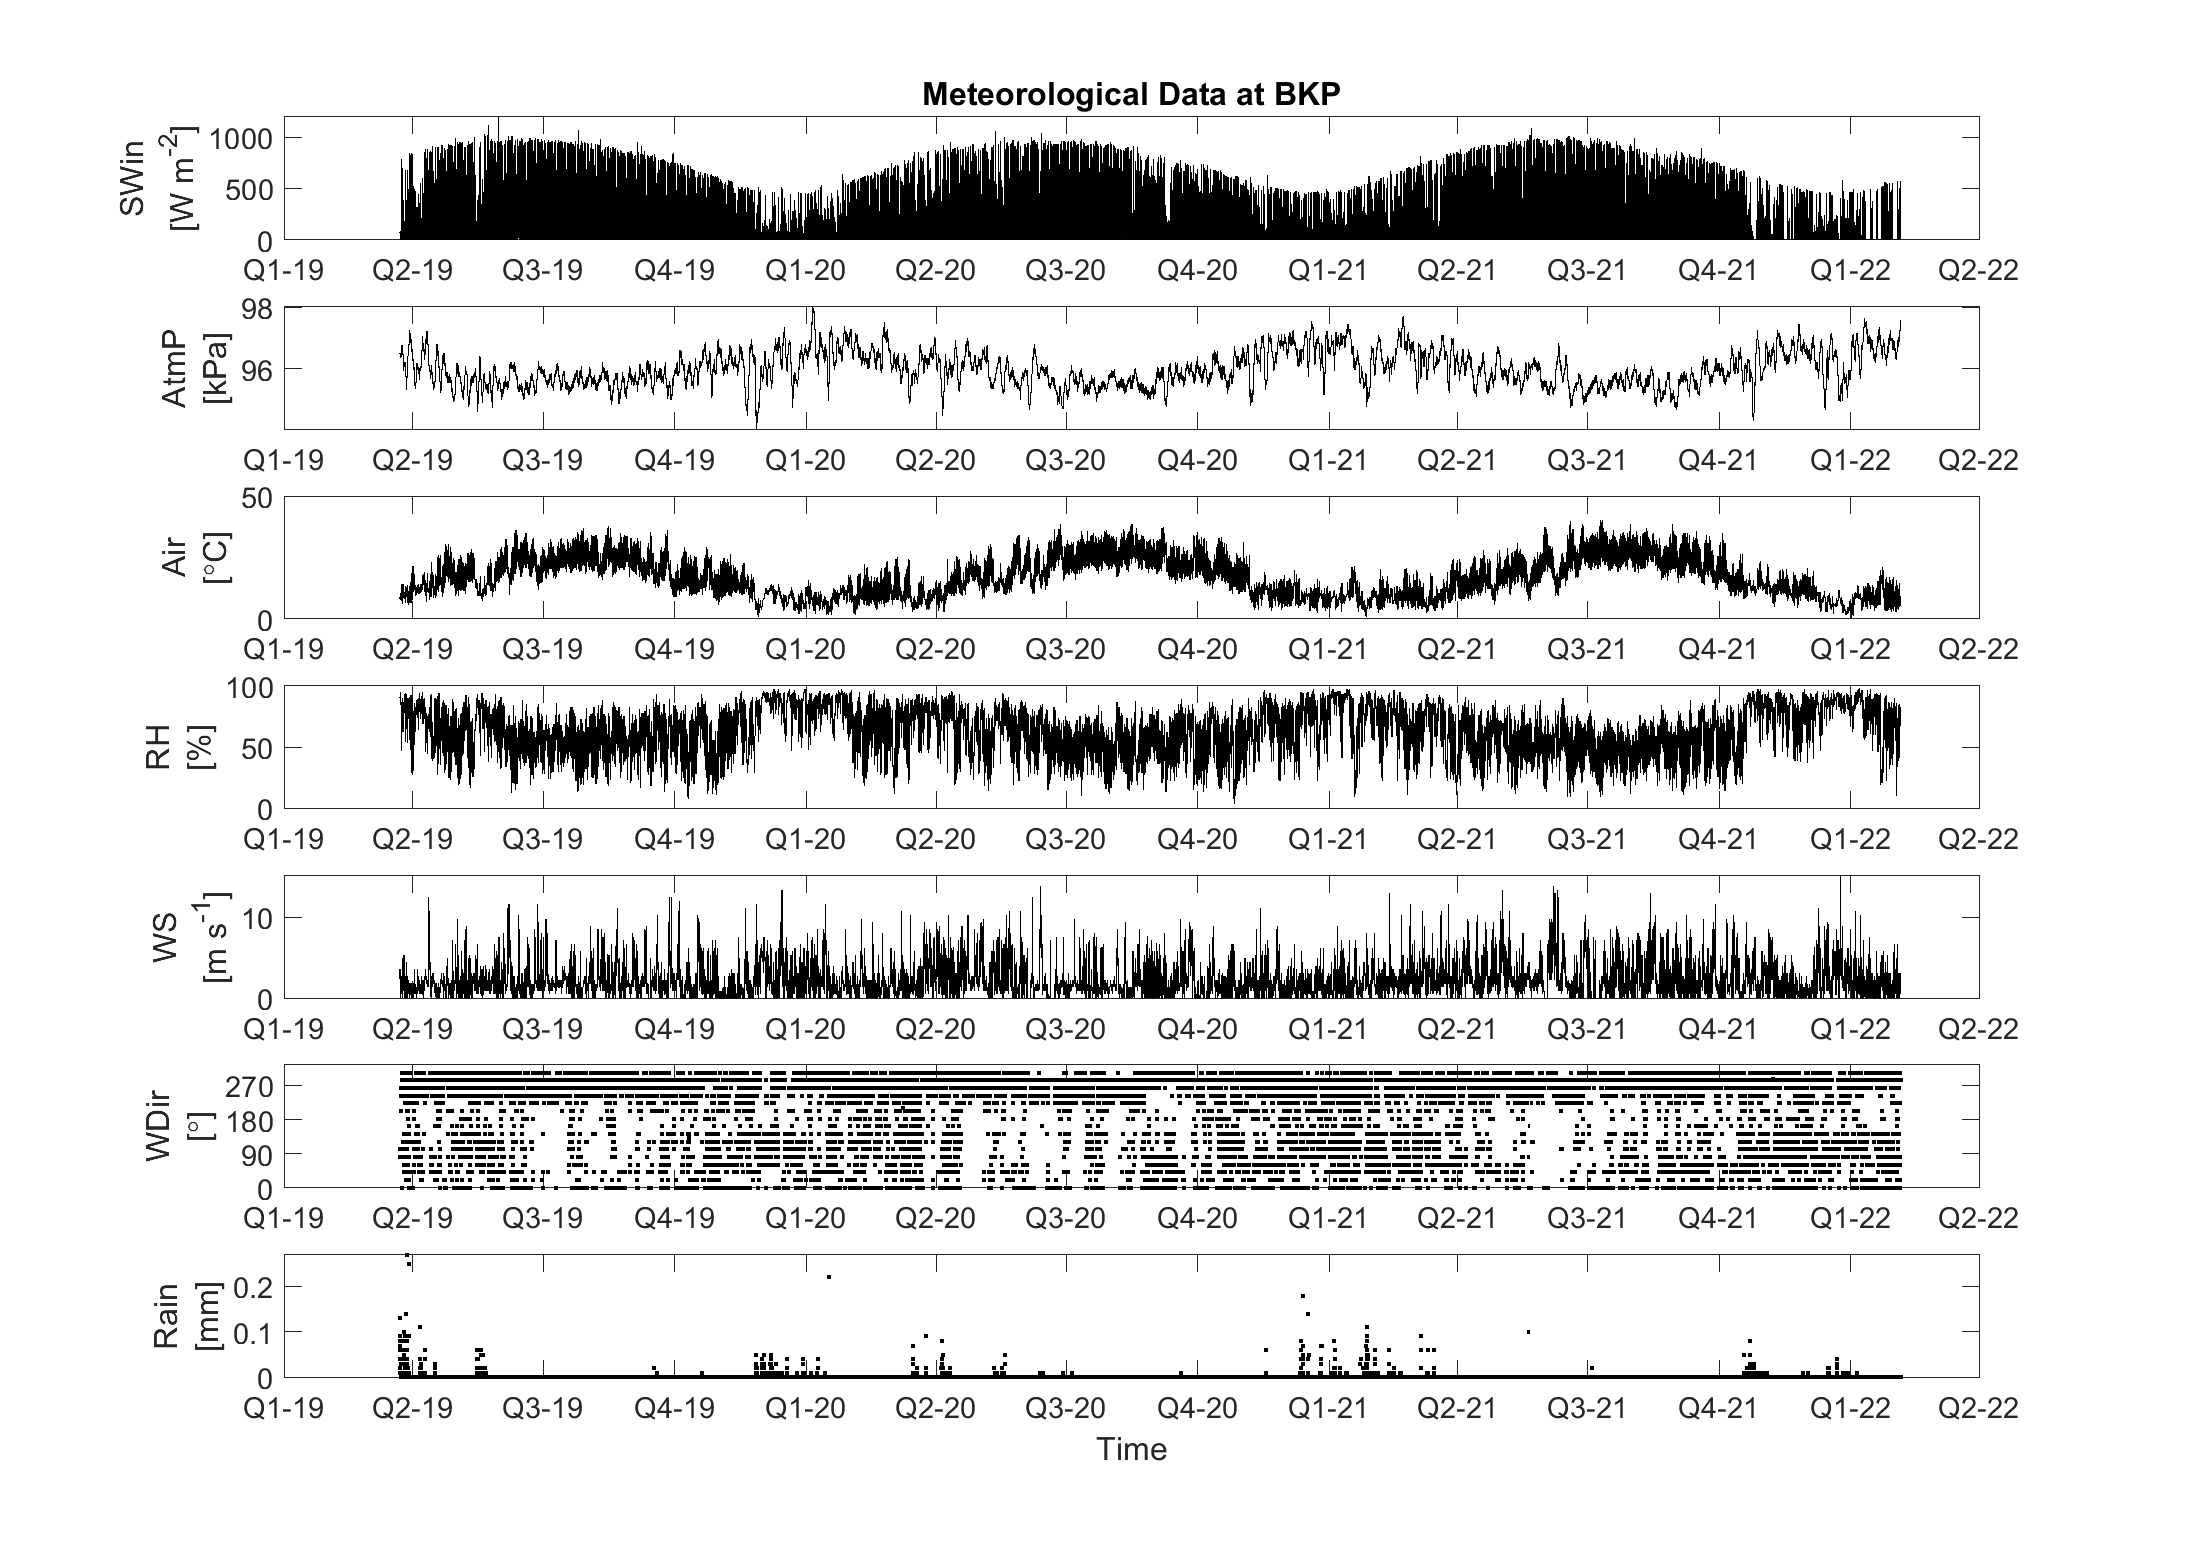 Meteorological Data at BKP
SWin
[W m-2]
1000
500
0
Q1-19 Q2-19 Q3-19 Q4-19 Q1-20 Q2-20 Q3-20 Q4-20 Q1-21 Q2-21 Q3-21 Q4-21 Q1-22 Q2-22
AtmP
[kPa]
98
96
Q1-19 Q2-19 Q3-19 Q4-19 Q1-20 Q2-20 Q3-20 Q4-20 Q1-21 Q2-21 Q3-21 Q4-21 Q1-22 Q2-22
Air
[°C]
50
0
Q1-19 Q2-19 Q3-19 Q4-19 Q1-20 Q2-20 Q3-20 Q4-20 Q1-21 Q2-21 Q3-21 Q4-21 Q1-22 Q2-22
RH
[%]
100
50
0
Q1-19 Q2-19 Q3-19 Q4-19 Q1-20 Q2-20 Q3-20 Q4-20 Q1-21 Q2-21 Q3-21 Q4-21 Q1-22 Q2-22
WS
[m s-1]
10
0
Q1-19 Q2-19 Q3-19 Q4-19 Q1-20 Q2-20 Q3-20 Q4-20 Q1-21 Q2-21 Q3-21 Q4-21 Q1-22 Q2-22
WDir
[°]
270
180
90
0
Q1-19 Q2-19 Q3-19 Q4-19 Q1-20 Q2-20 Q3-20 Q4-20 Q1-21 Q2-21 Q3-21 Q4-21 Q1-22 Q2-22
Rain
[mm]
0.2
0.1
0
Q1-19 Q2-19 Q3-19 Q4-19 Q1-20 Q2-20 Q3-20 Q4-20 Q1-21 Q2-21 Q3-21 Q4-21 Q1-22 Q2-22
Time